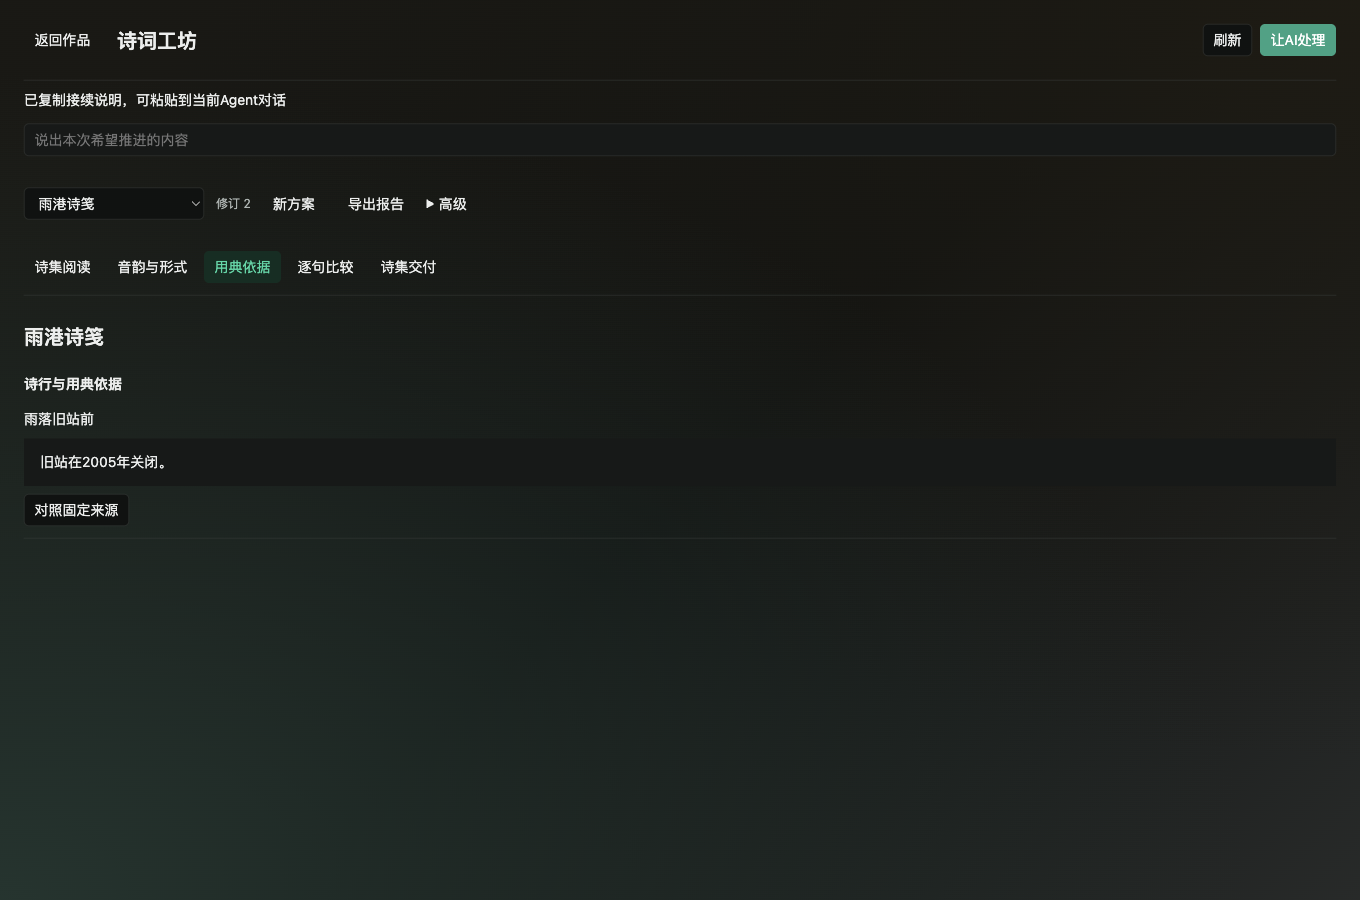 返回作品 诗词工坊 刷新 让AI处理
已复制接续说明，可粘贴到当前Agent对话
说出本次希望推进的内容
雨港诗笺 修订 2 新方案 导出报告 ▶ 高级
诗集阅读 音韵与形式 用典依据 逐句比较 诗集交付
雨港诗笺
诗行与用典依据
雨落旧站前
旧站在2005年关闭。
对照固定来源